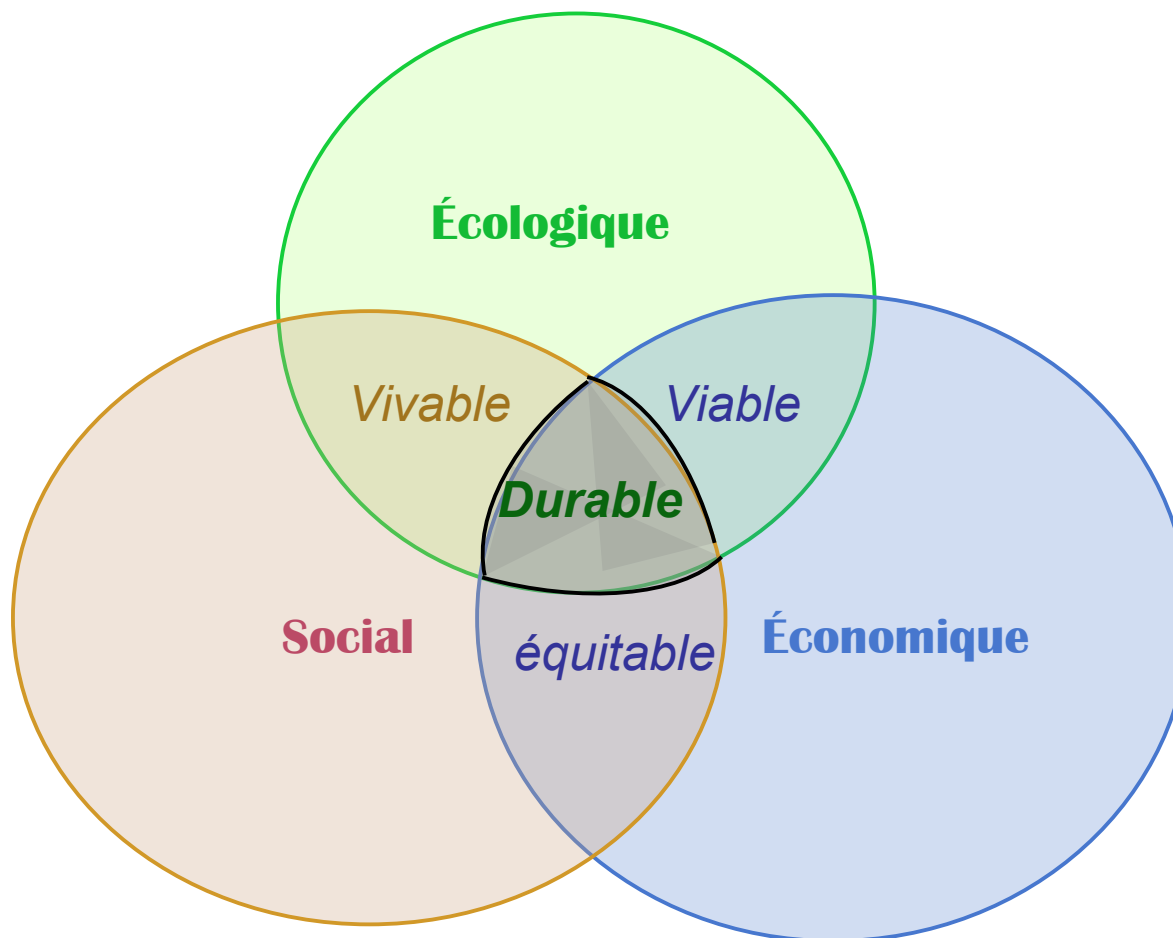 Écologique
Vivable
Viable
Durable
Social
équitable
Économique